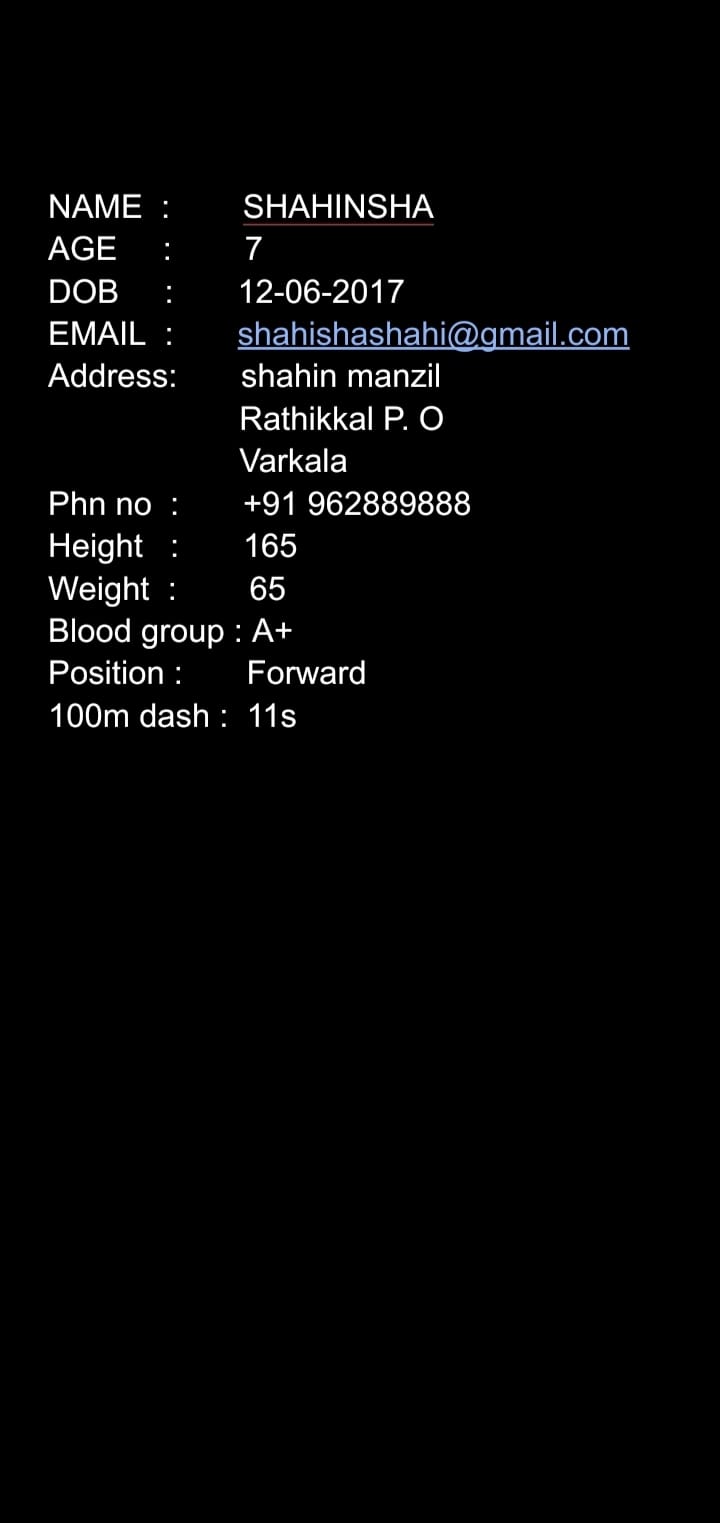 NAME : SHAHINSHA
AGE : 7
DOB : 12-06-2017
EMAIL : shahishashahi@gmail.com
Address: shahin manzil
Rathikkal P. O
Varkala
Phn no : +91 962889888
Height : 165
Weight : 65
Blood group : A+
Position : Forward
100m dash : 11s